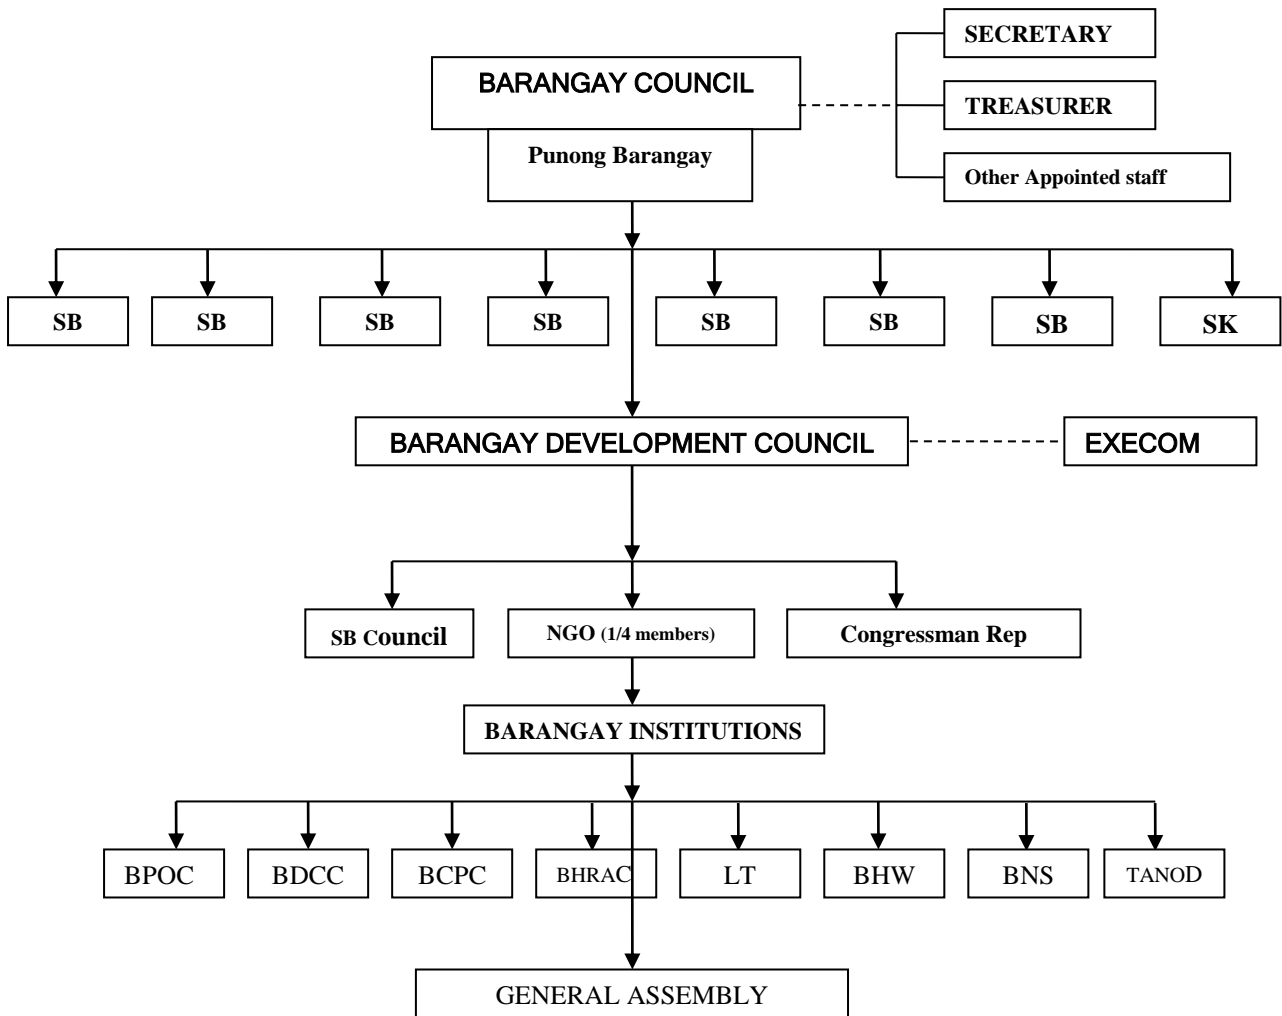 SECRETARY
BARANGAY COUNCIL
TREASURER
Punong Barangay
Other Appointed staff
SB
SB
SB
SB
SB
SB
SB
SK
BARANGAY DEVELOPMENT COUNCIL
EXECOM
SB Council
NGO (1/4 members)
Congressman Rep
BARANGAY INSTITUTIONS
BPOC
BDCC
BCPC
BHRAC
LT
BHW
BNS
TANOD
GENERAL ASSEMBLY